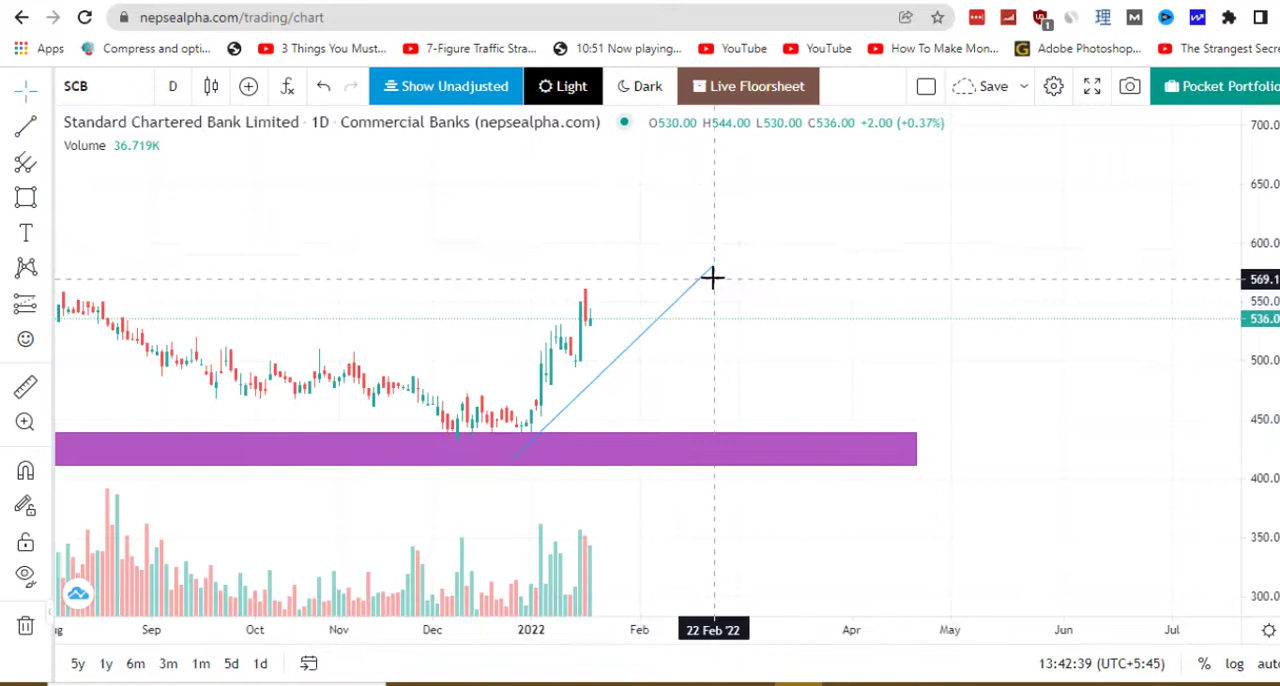 nepsealpha.com/trading/chart
1
Apps Compress and opti... 3 Things You Must... 7-Figure Traffic Stra... 10:51 Now playing... YouTube YouTube How To Make Mon... Adobe Photoshop... The Strangest Secr
SCB D Show Unadjusted Light Dark Live Floorsheet Save Pocket Portfolio
Standard Chartered Bank Limited · 1D · Commercial Banks (nepsealpha.com) O530.00 H544.00 L530.00 C536.00 +2.00 (+0.37%)
Volume 36.719K
700.0
650.0
600.0
569.1
550.0
536.0
500.0
450.0
400.0
350.0
300.0
ug Sep Oct Nov Dec 2022 Feb 22 Feb '22 Apr May Jun Jul
5y 1y 6m 3m 1m 5d 1d 13:42:39 (UTC+5:45) % log auto